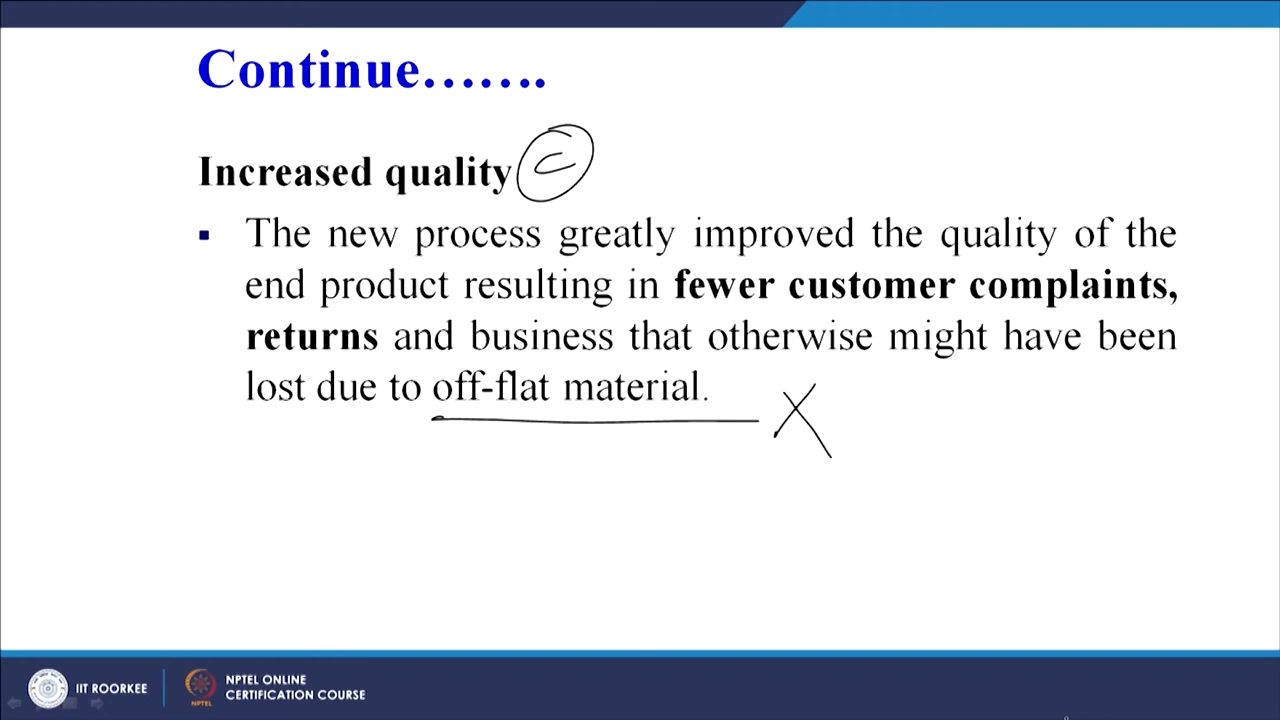 Continue…….
Increased quality C
▪ The new process greatly improved the quality of the
end product resulting in fewer customer complaints,
returns and business that otherwise might have been
lost due to off-flat material. X
IIT ROORKEE
NPTEL ONLINE
CERTIFICATION COURSE
NPTEL